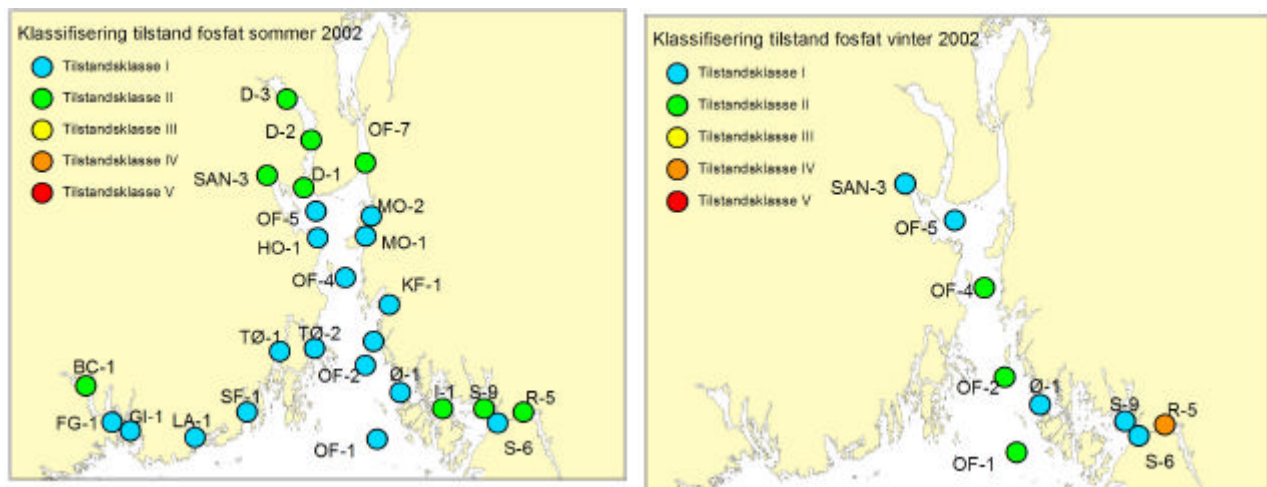 Klassifisering tilstand fosfat sommer 2002
Tilstandsklasse I
Tilstandsklasse II
Tilstandsklasse III
Tilstandsklasse IV
Tilstandsklasse V
D-3
D-2
OF-7
SAN-3
D-1
OF-5
MO-2
HO-1
MO-1
OF-4
KF-1
TØ-1
TØ-2
BC-1
OF-2
Ø-1
SF-1
I-1
S-9
R-5
FG-1
GI-1
LA-1
OF-1
S-6
Klassifisering tilstand fosfat vinter 2002
Tilstandsklasse I
Tilstandsklasse II
Tilstandsklasse III
Tilstandsklasse IV
Tilstandsklasse V
SAN-3
OF-5
OF-4
OF-2
Ø-1
S-9
R-5
S-6
OF-1